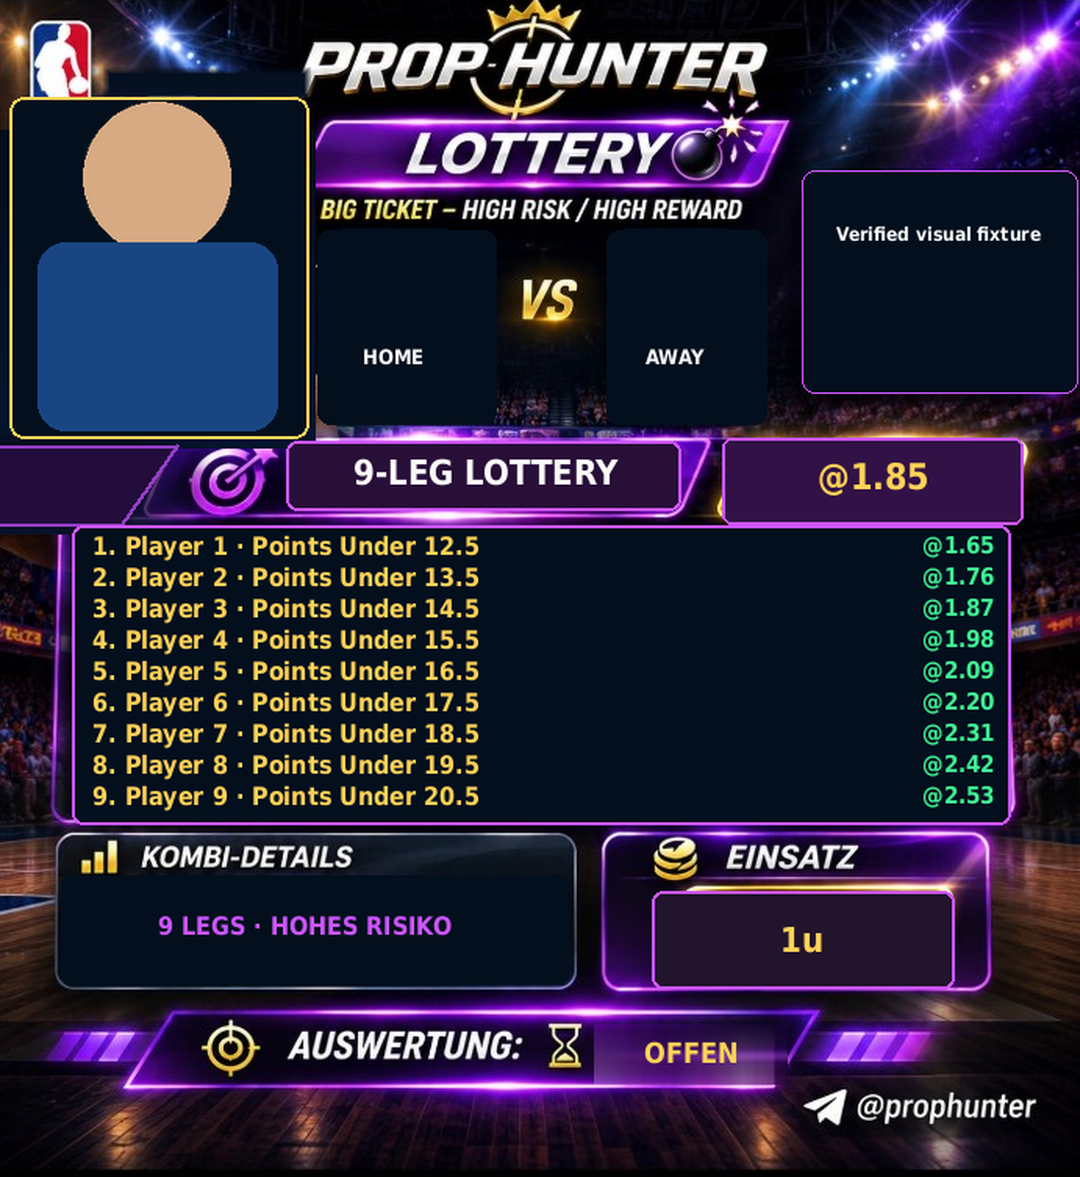 PROP-HUNTER
LOTTERY
BIG TICKET – HIGH RISK / HIGH REWARD
Verified visual fixture
VS
HOME
AWAY
9-LEG LOTTERY
@1.85
1. Player 1 · Points Under 12.5 @1.65
2. Player 2 · Points Under 13.5 @1.76
3. Player 3 · Points Under 14.5 @1.87
4. Player 4 · Points Under 15.5 @1.98
5. Player 5 · Points Under 16.5 @2.09
6. Player 6 · Points Under 17.5 @2.20
7. Player 7 · Points Under 18.5 @2.31
8. Player 8 · Points Under 19.5 @2.42
9. Player 9 · Points Under 20.5 @2.53
KOMBI-DETAILS
EINSATZ
9 LEGS · HOHES RISIKO
1u
AUSWERTUNG:
OFFEN
@prophunter